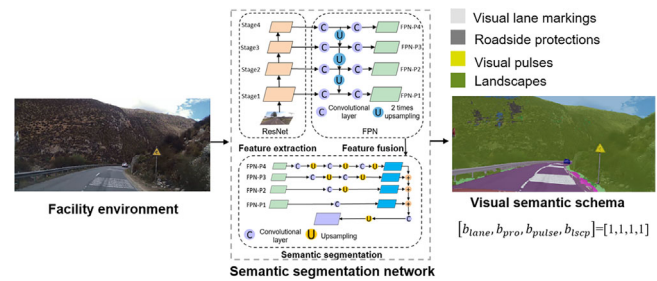 Stage4
Stage3
Stage2
Stage1
C
C
U
C
C
U
C
C
U
C
C
FPN-P4
FPN-P3
FPN-P2
FPN-P1
C Convolutional layer
U 2 times upsampling
ResNet
FPN
Feature extraction
Feature fusion
FPN-P4 C U C U C U
FPN-P3 C U C U
FPN-P2 C U
FPN-P1 C
U C
C Convolutional layer
U Upsampling
Semantic segmentation
Semantic segmentation network
Facility environment
Visual lane markings
Roadside protections
Visual pulses
Landscapes
Visual semantic schema
[b_lane, b_pro, b_pulse, b_lscp]=[1,1,1,1]